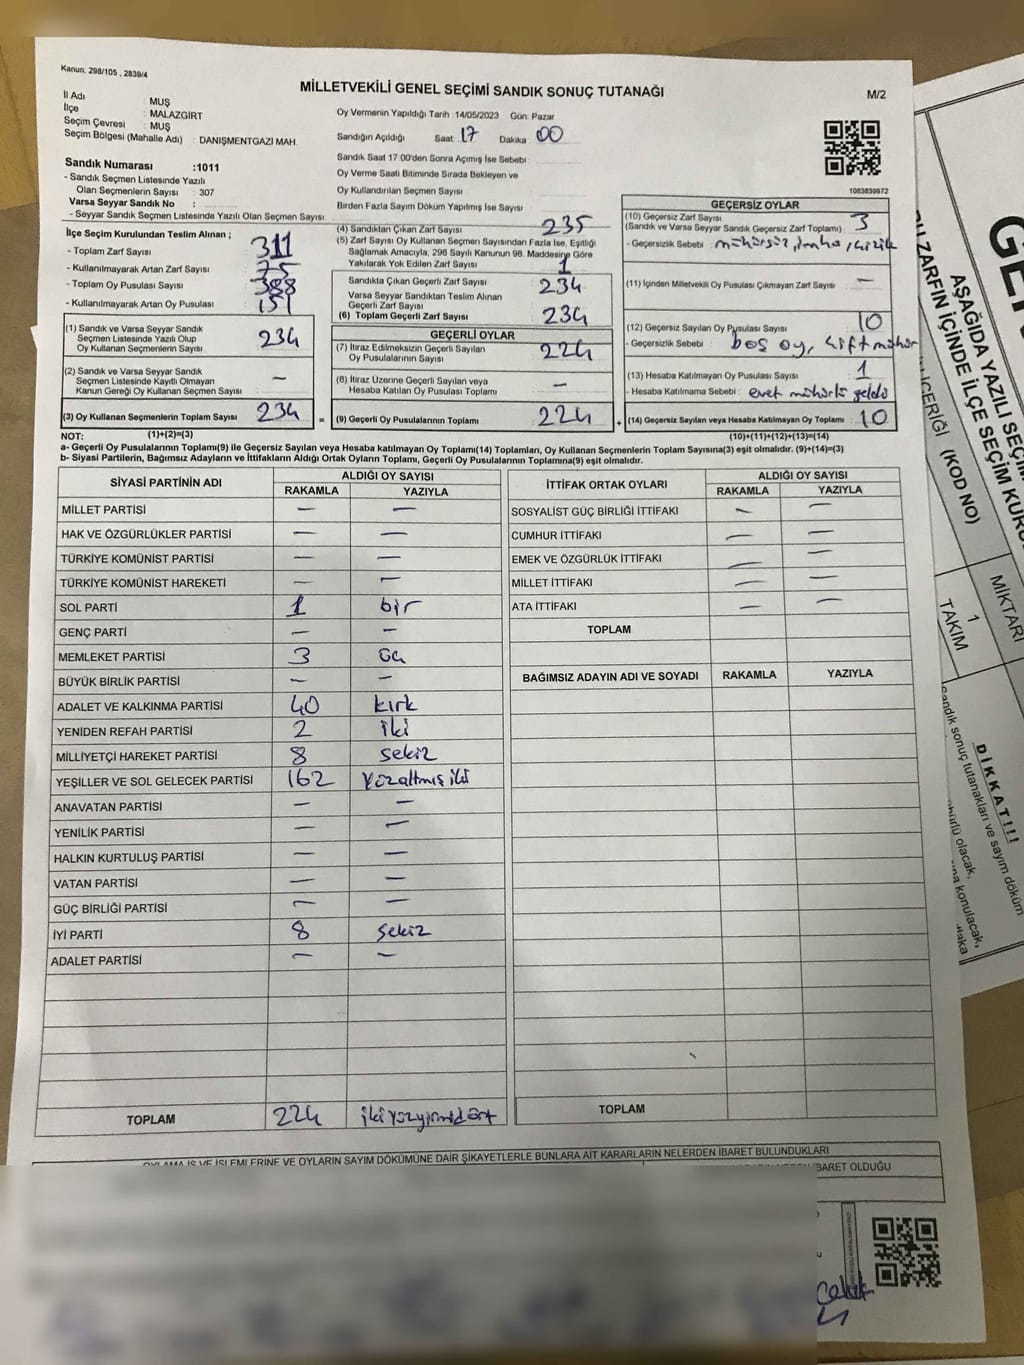 Kanun: 298/105 , 2839/4
MİLLETVEKİLİ GENEL SEÇİMİ SANDIK SONUÇ TUTANAĞI
M/2
İl Adı : MUŞ
İlçe : MALAZGİRT
Seçim Çevresi : MUŞ
Seçim Bölgesi (Mahalle Adı) : DANIŞMENTGAZİ MAH.
Sandık Numarası :1011
- Sandık Seçmen Listesinde Yazılı
Olan Seçmenlerin Sayısı : 307
Varsa Seyyar Sandık No :
- Seyyar Sandık Seçmen Listesinde Yazılı Olan Seçmen Sayısı:
Oy Vermenin Yapıldığı Tarih :14/05/2023 Gün: Pazar
Sandığın Açıldığı Saat 17 Dakika 00
Sandık Saat 17.00'den Sonra Açmış İse Sebebi :
Oy Verme Saati Bitiminde Sırada Bekleyen ve
Oy Kullandırılan Seçmen Sayısı :
Birden Fazla Sayım Döküm Yapılmış İse Sayısı :
1083839972
İlçe Seçim Kurulundan Teslim Alınan ;
- Toplam Zarf Sayısı : 311
- Kullanılmayarak Artan Zarf Sayısı : 75
- Toplam Oy Pusulası Sayısı : 388
- Kullanılmayarak Artan Oy Pusulası : 151
(1) Sandık ve Varsa Seyyar Sandık
Seçmen Listesinde Yazılı Olup
Oy Kullanan Seçmenlerin Sayısı 234
(2) Sandık ve Varsa Seyyar Sandık
Seçmen Listesinde Kayıtlı Olmayan
Kanun Gereği Oy Kullanan Seçmen Sayısı —
(3) Oy Kullanan Seçmenlerin Toplam Sayısı 234 =
(1)+(2)=(3)
(4) Sandıktan Çıkan Zarf Sayısı 235
(5) Zarf Sayısı Oy Kullanan Seçmen Sayısından Fazla İse, Eşitliği
Sağlamak Amacıyla, 298 Sayılı Kanunun 98. Maddesine Göre
Yakılarak Yok Edilen Zarf Sayısı : 1
Sandıkta Çıkan Geçerli Zarf Sayısı : 234
Varsa Seyyar Sandıktan Teslim Alınan
Geçerli Zarf Sayısı
(6) Toplam Geçerli Zarf Sayısı : 234
GEÇERLİ OYLAR
(7) İtiraz Edilmeksizin Geçerli Sayılan
Oy Pusulalarının Sayısı : 224
(8) İtiraz Üzerine Geçerli Sayılan veya
Hesaba Katılan Oy Pusulaları Toplamı : —
(9) Geçerli Oy Pusulalarının Toplamı : 224 +
GEÇERSİZ OYLAR
(10) Geçersiz Zarf Sayısı
(Sandık ve Varsa Seyyar Sandık Geçersiz Zarf Toplamı) : 3
- Geçersizlik Sebebi : mühürsüz, imha, çizik
(11) İçinden Milletvekili Oy Pusulası Çıkmayan Zarf Sayısı : —
(12) Geçersiz Sayılan Oy Pusulası Sayısı : 10
- Geçersizlik Sebebi : boş oy, çift mühür
(13) Hesaba Katılmayan Oy Pusulası Sayısı : 1
- Hesaba Katılmama Sebebi : evet mühürlü geldi
(14) Geçersiz Sayılan veya Hesaba Katılmayan Oy Toplamı : 10
(10)+(11)+(12)+(13)=(14)
NOT:
a- Geçerli Oy Pusulalarının Toplamı(9) ile Geçersiz Sayılan veya Hesaba katılmayan Oy Toplamı(14) Toplamları, Oy Kullanan Seçmenlerin Toplam Sayısına(3) eşit olmalıdır. (9)+(14)=(3)
b- Siyasi Partilerin, Bağımsız Adayların ve İttifakların Aldığı Ortak Oyların Toplamı, Geçerli Oy Pusulalarının Toplamına(9) eşit olmalıdır.
SİYASİ PARTİNİN ADI ALDIĞI OY SAYISI
RAKAMLA YAZIYLA
MİLLET PARTİSİ — —
HAK VE ÖZGÜRLÜKLER PARTİSİ — —
TÜRKİYE KOMÜNİST PARTİSİ — —
TÜRKİYE KOMÜNİST HAREKETİ — —
SOL PARTİ 1 bir
GENÇ PARTİ — —
MEMLEKET PARTİSİ 3 üç
BÜYÜK BİRLİK PARTİSİ — —
ADALET VE KALKINMA PARTİSİ 40 kırk
YENİDEN REFAH PARTİSİ 2 iki
MİLLİYETÇİ HAREKET PARTİSİ 8 sekiz
YEŞİLLER VE SOL GELECEK PARTİSİ 162 yüzaltmış iki
ANAVATAN PARTİSİ — —
YENİLİK PARTİSİ — —
HALKIN KURTULUŞ PARTİSİ — —
VATAN PARTİSİ — —
GÜÇ BİRLİĞİ PARTİSİ — —
İYİ PARTİ 8 sekiz
ADALET PARTİSİ — —
TOPLAM 224 ikiyüzyirmidört
İTTİFAK ORTAK OYLARI ALDIĞI OY SAYISI
RAKAMLA YAZIYLA
SOSYALİST GÜÇ BİRLİĞİ İTTİFAKI — —
CUMHUR İTTİFAKI — —
EMEK VE ÖZGÜRLÜK İTTİFAKI — —
MİLLET İTTİFAKI — —
ATA İTTİFAKI — —
TOPLAM
BAĞIMSIZ ADAYIN ADI VE SOYADI RAKAMLA YAZIYLA
TOPLAM
OYLAMA İŞ VE İŞLEMLERİNE VE OYLARIN SAYIM DÖKÜMÜNE DAİR ŞİKAYETLERLE BUNLARA AİT KARARLARIN NELERDEN İBARET BULUNDUKLARI
İBARET OLDUĞU
AŞAĞIDA YAZILI SEÇİM
ZARFIN İÇİNDE İLÇE SEÇİM
İÇERİĞİ (KOD NO)
MİKTARI
1
TAKIM
DİKKAT!!!
sandık sonuç tutanakları ve sayım döküm
olacak,
konulacak,